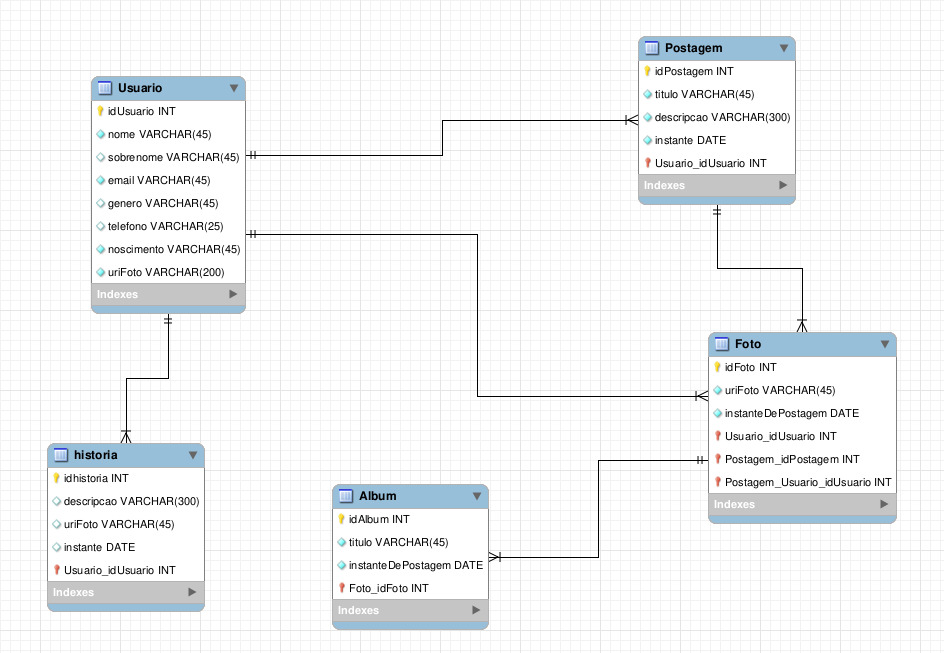 Usuario
idUsuario INT
nome VARCHAR(45)
sobrenome VARCHAR(45)
email VARCHAR(45)
genero VARCHAR(45)
telefono VARCHAR(25)
noscimento VARCHAR(45)
uriFoto VARCHAR(200)
Indexes
Postagem
idPostagem INT
titulo VARCHAR(45)
descripcao VARCHAR(300)
instante DATE
Usuario_idUsuario INT
Indexes
Foto
idFoto INT
uriFoto VARCHAR(45)
instanteDePostagem DATE
Usuario_idUsuario INT
Postagem_idPostagem INT
Postagem_Usuario_idUsuario INT
Indexes
historia
idhistoria INT
descripcao VARCHAR(300)
uriFoto VARCHAR(45)
instante DATE
Usuario_idUsuario INT
Indexes
Album
idAlbum INT
titulo VARCHAR(45)
instanteDePostagem DATE
Foto_idFoto INT
Indexes